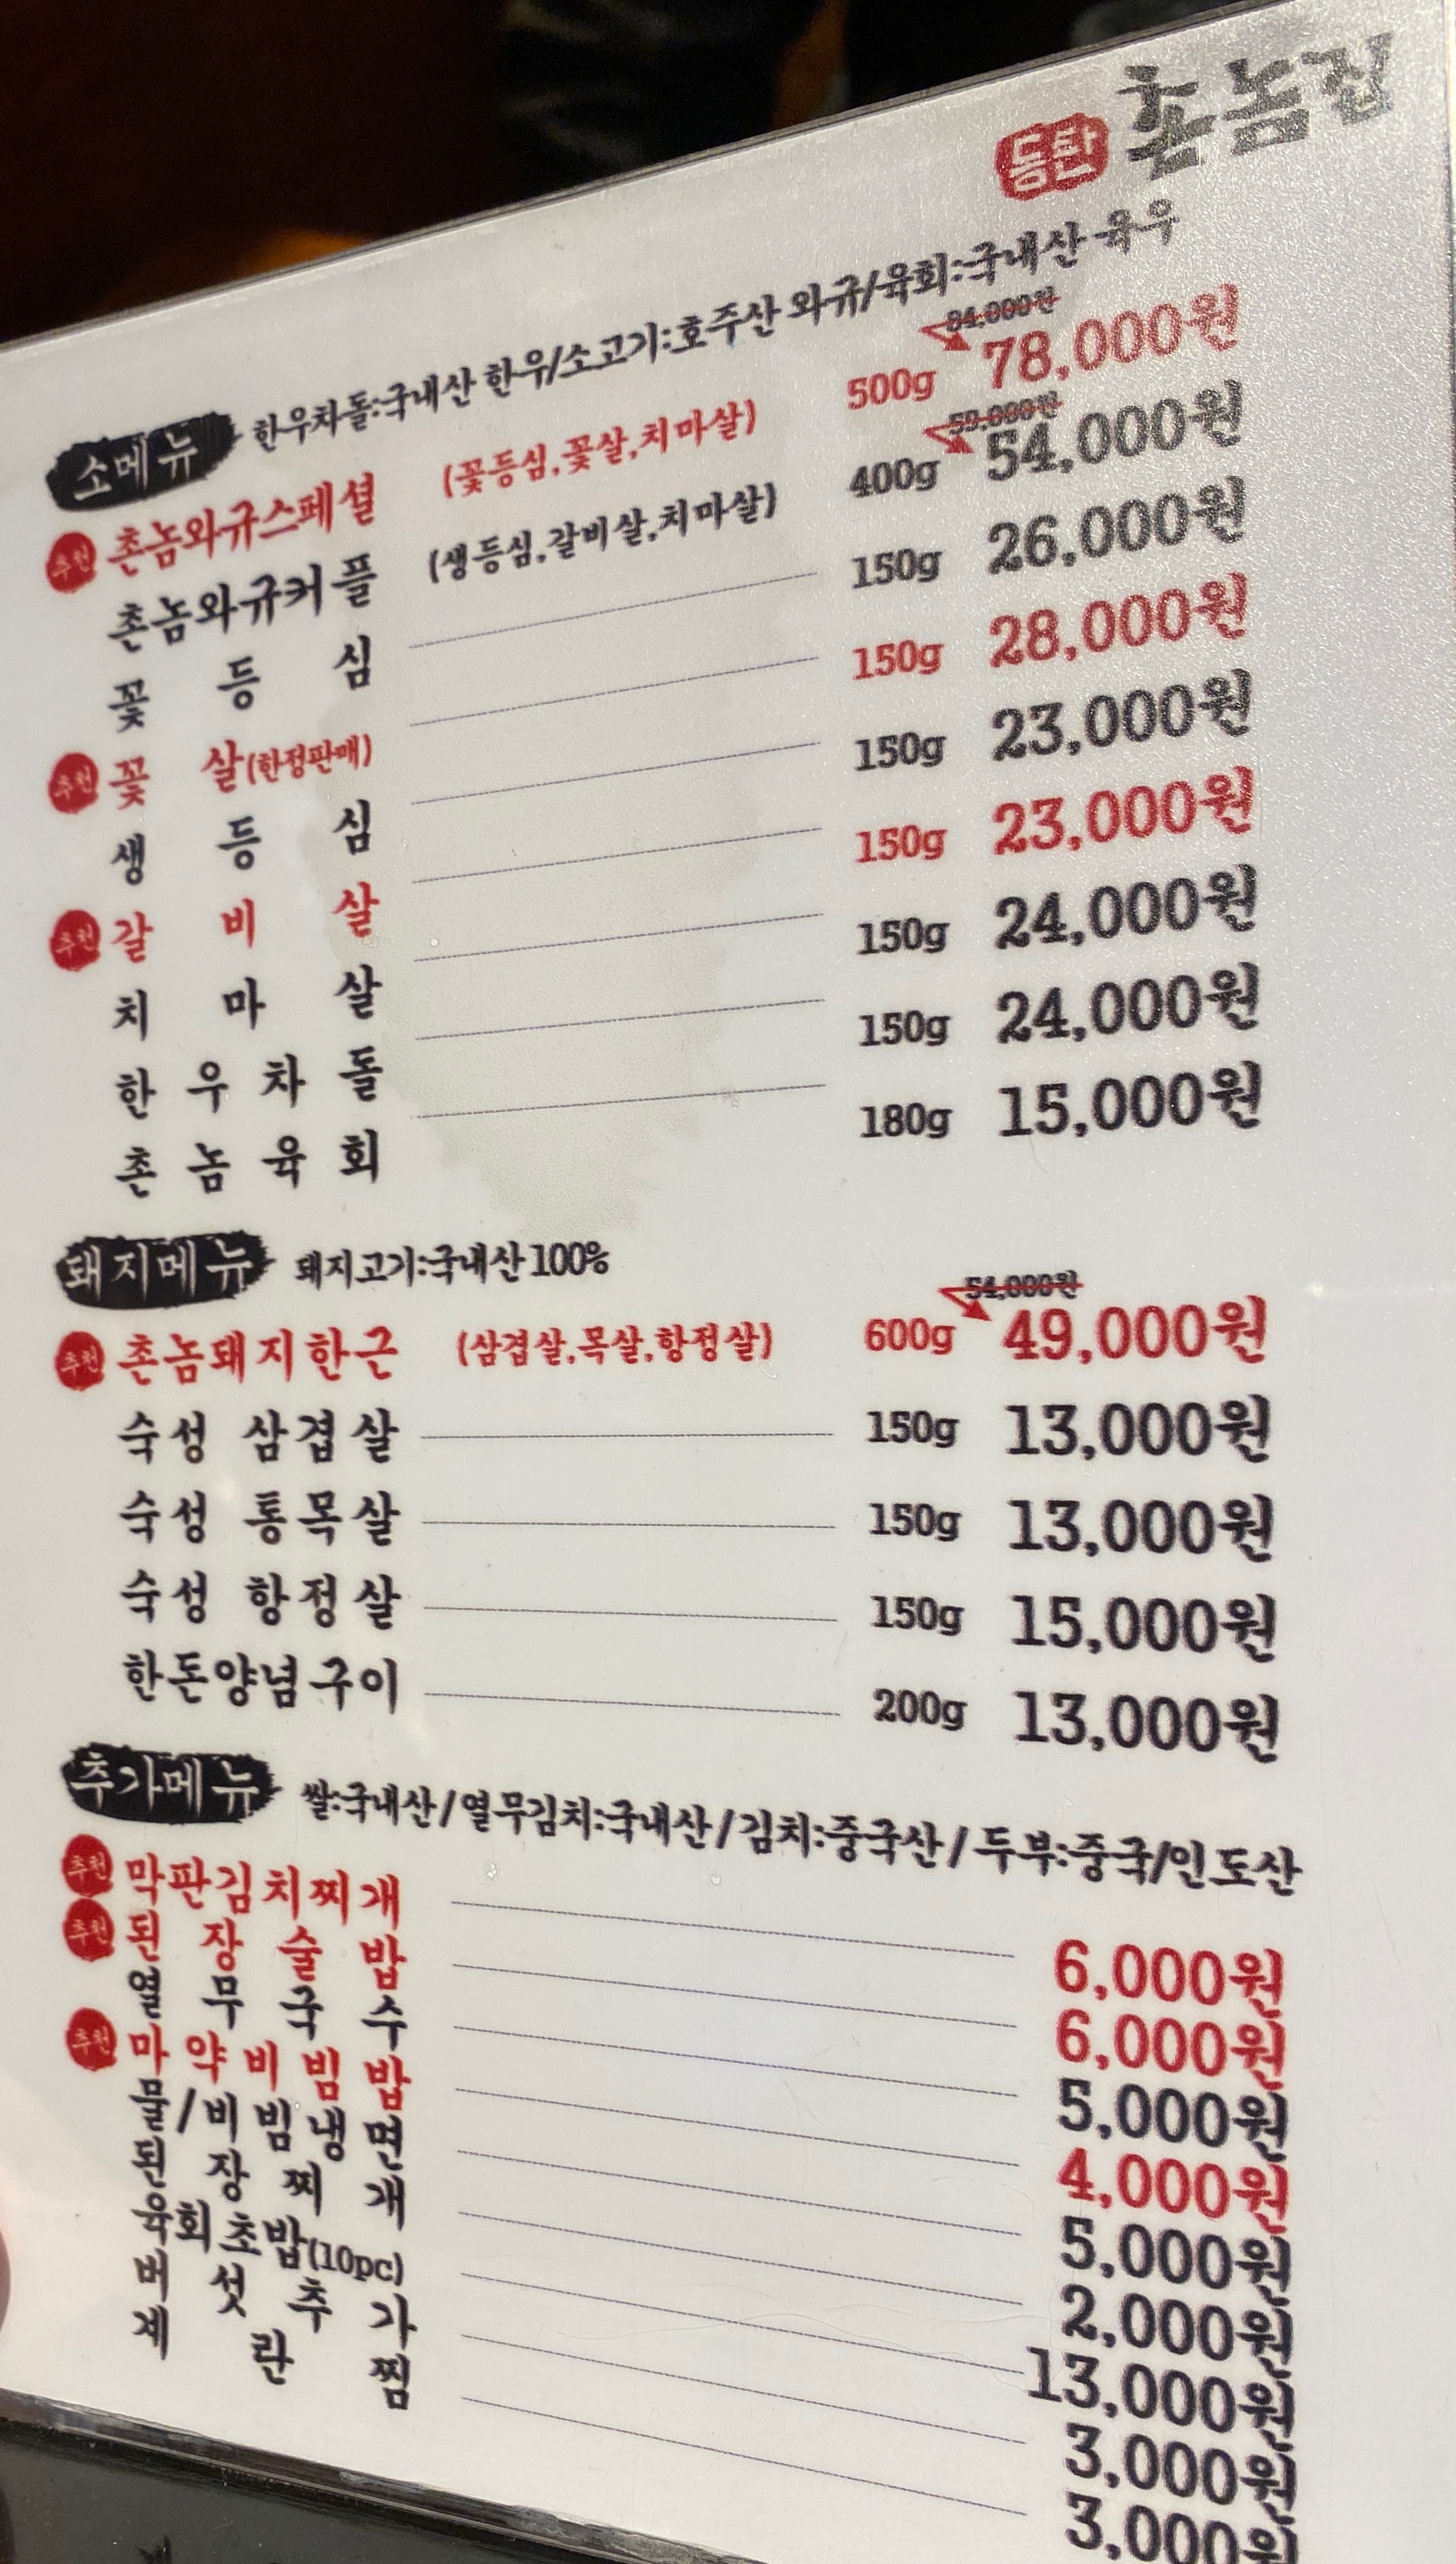 동탄 촌놈집
소메뉴 한우차돌:국내산 한우/소고기:호주산 와규/육회:국내산 육우
추천 촌놈와규스페셜 (꽃등심,꽃살,치마살) 500g 84,000원 78,000원
촌놈와규커플 (생등심,갈비살,치마살) 400g 59,000원 54,000원
꽃등심 150g 26,000원
추천 꽃살(한정판매) 150g 28,000원
생등심 150g 23,000원
추천 갈비살 150g 23,000원
치마살 150g 24,000원
한우차돌 150g 24,000원
촌놈육회 180g 15,000원
돼지메뉴 돼지고기:국내산 100%
추천 촌놈돼지한근 (삼겹살,목살,항정살) 600g 54,000원 49,000원
숙성 삼겹살 150g 13,000원
숙성 통목살 150g 13,000원
숙성 항정살 150g 15,000원
한돈양념구이 200g 13,000원
추가메뉴 쌀:국내산/열무김치:국내산/김치:중국산/두부:중국/인도산
추천 막판김치찌개 6,000원
추천 된장술밥 6,000원
열무국수 5,000원
추천 마약비빔밥 4,000원
물/비빔냉면 5,000원
된장찌개 2,000원
육회초밥(10pc) 13,000원
버섯추가 3,000원
계란찜 3,000원